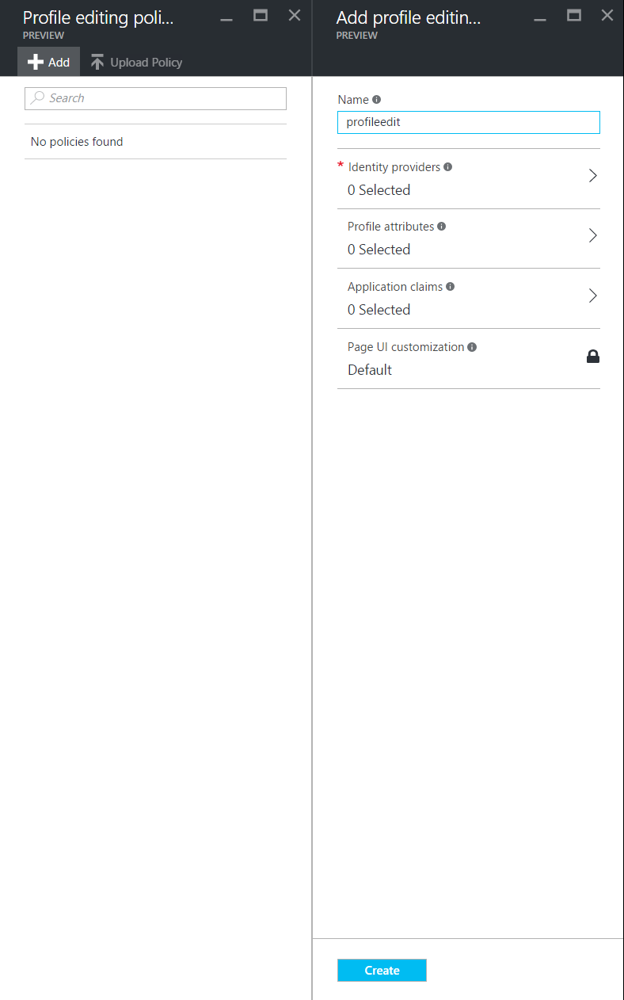 Profile editing poli...
PREVIEW
Add
Upload Policy
Search
No policies found
Add profile editin...
PREVIEW
Name
profileedit
* Identity providers
0 Selected
Profile attributes
0 Selected
Application claims
0 Selected
Page UI customization
Default
Create